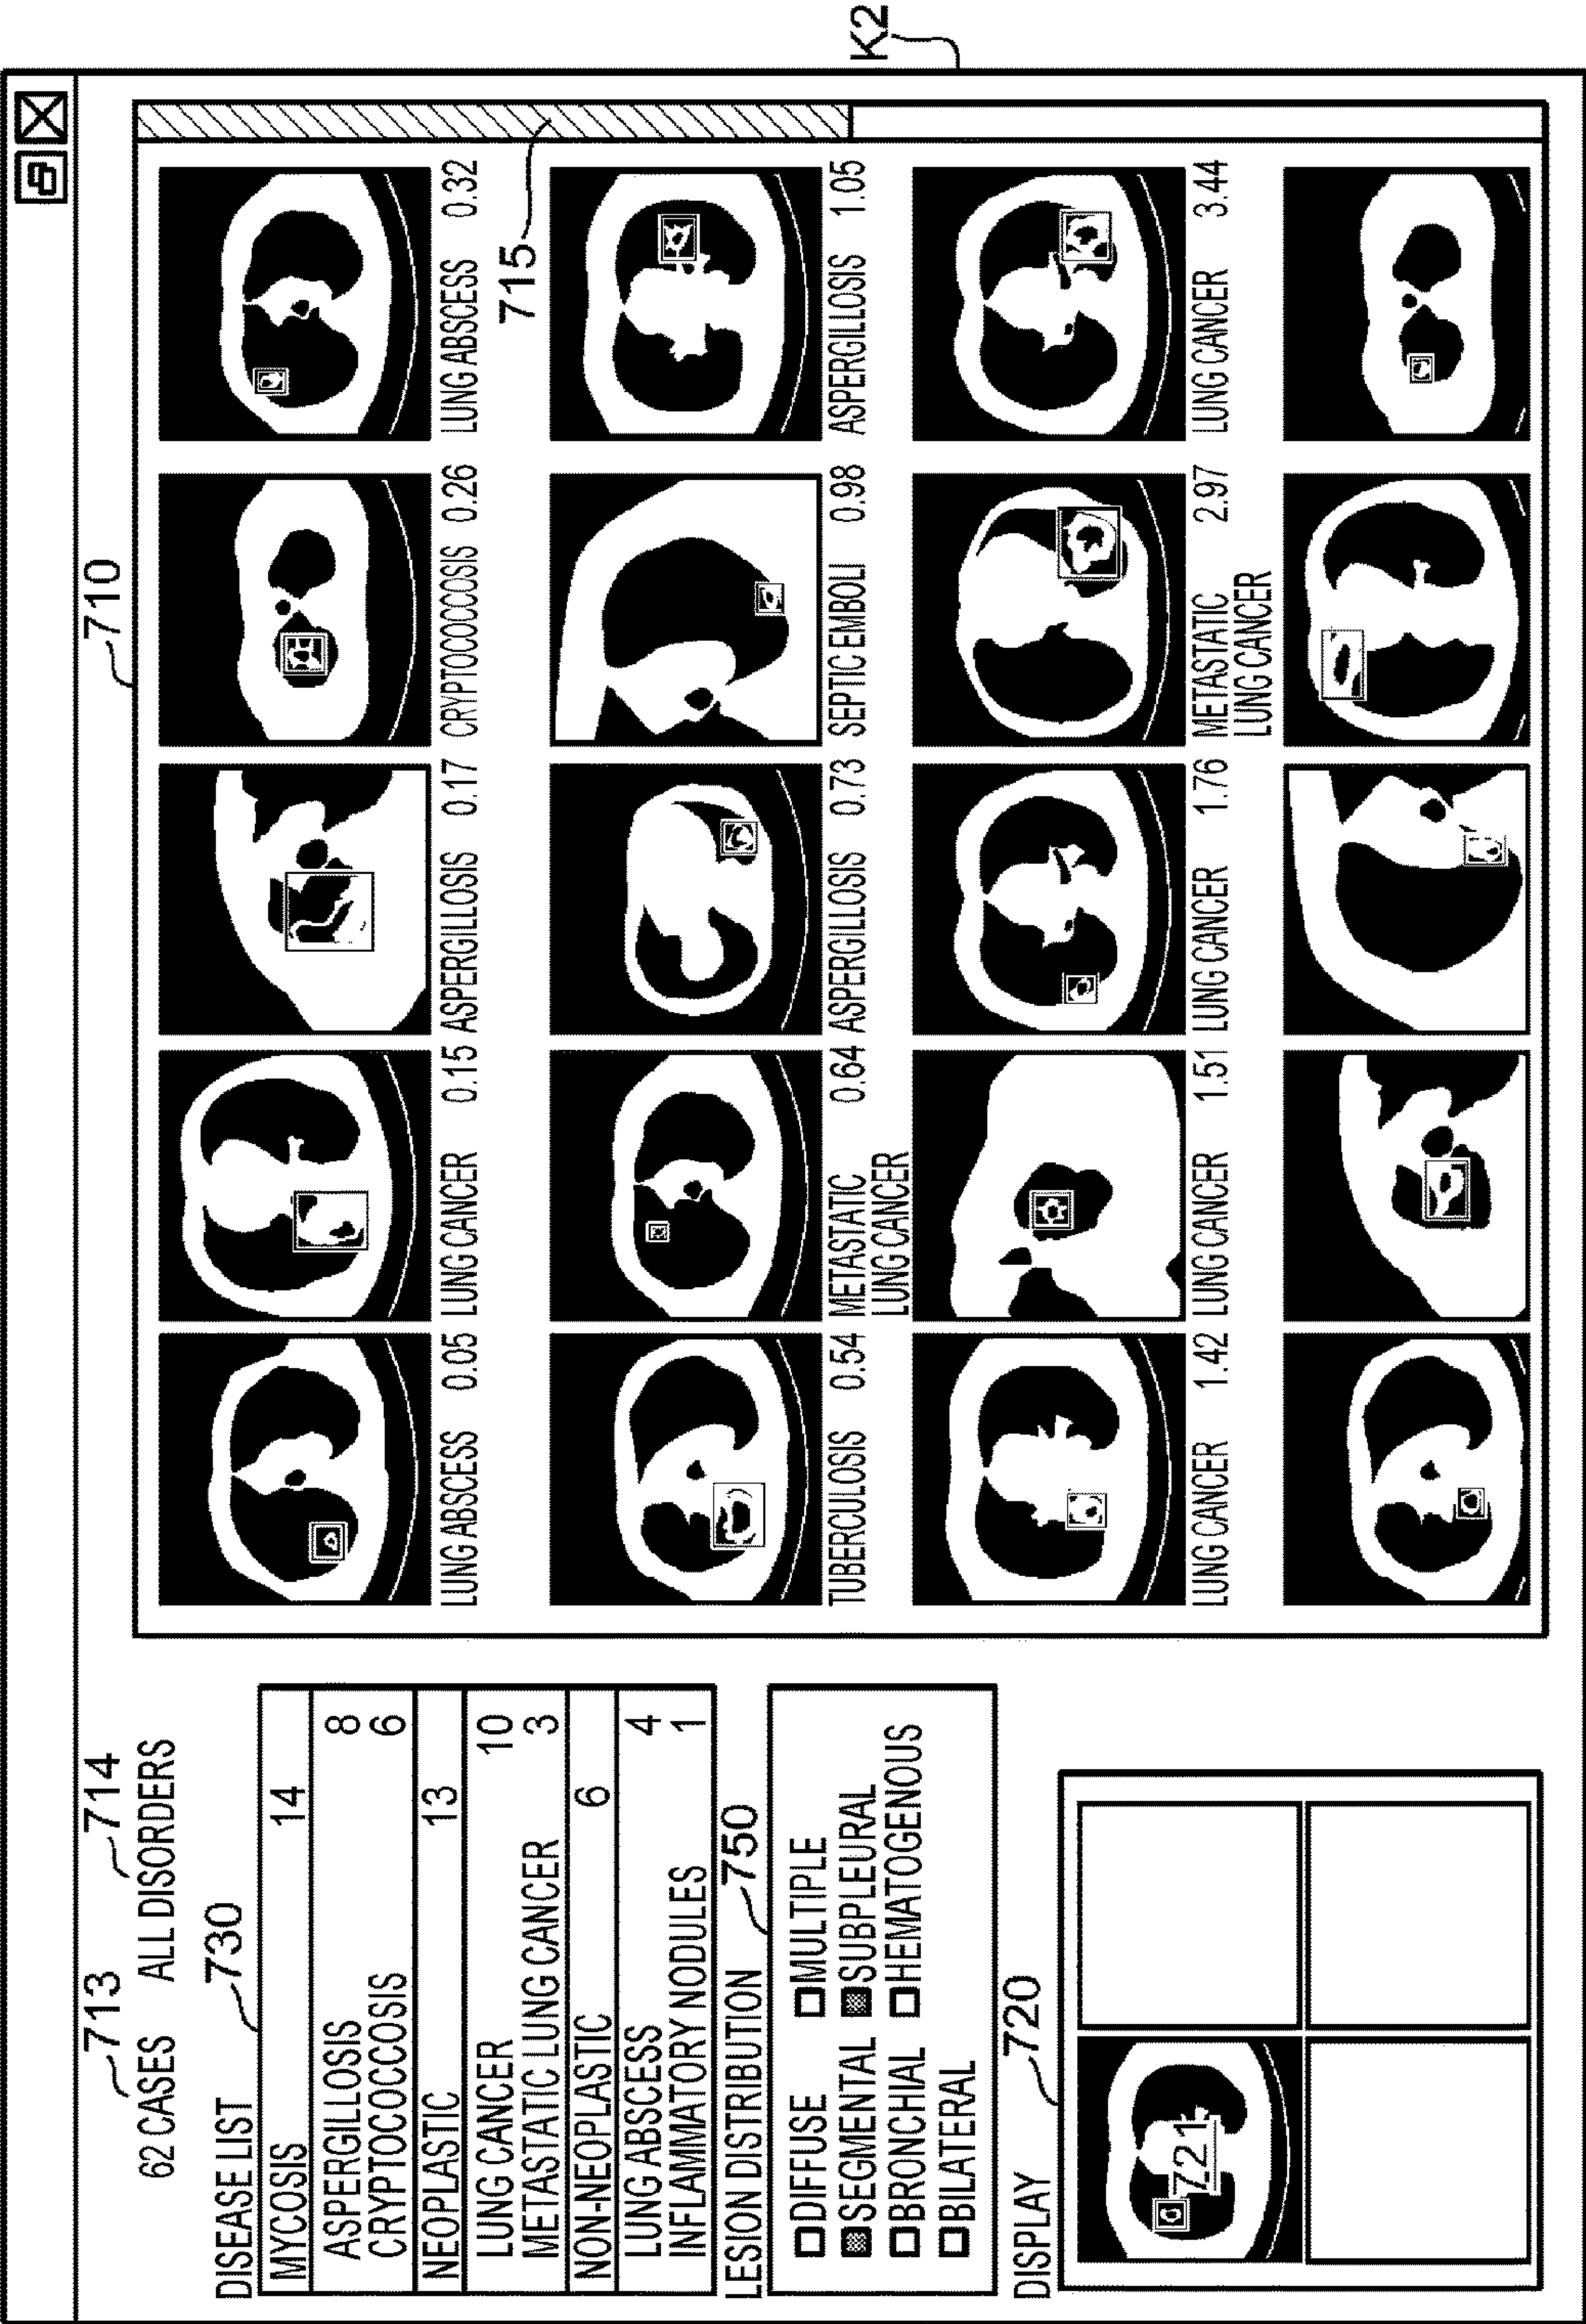 K2
713
714
62 CASES ALL DISORDERS
730
DISEASE LIST
MYCOSIS 14
ASPERGILLOSIS 8
CRYPTOCOCCOSIS 6
NEOPLASTIC 13
LUNG CANCER 10
METASTATIC LUNG CANCER 3
NON-NEOPLASTIC 6
LUNG ABSCESS 4
INFLAMMATORY NODULES 1
LESION DISTRIBUTION 750
DIFFUSE MULTIPLE
SEGMENTAL SUBPLEURAL
BRONCHIAL HEMATOGENOUS
BILATERAL
DISPLAY 720
721
710
LUNG ABSCESS 0.05 LUNG CANCER 0.15 ASPERGILLOSIS 0.17 CRYPTOCOCCOSIS 0.26 LUNG ABSCESS 0.32
715
TUBERCULOSIS 0.54 METASTATIC 0.64 ASPERGILLOSIS 0.73 SEPTIC EMBOLI 0.98 ASPERGILLOSIS 1.05
LUNG CANCER
LUNG CANCER 1.42 LUNG CANCER 1.51 LUNG CANCER 1.76 METASTATIC 2.97 LUNG CANCER 3.44
LUNG CANCER